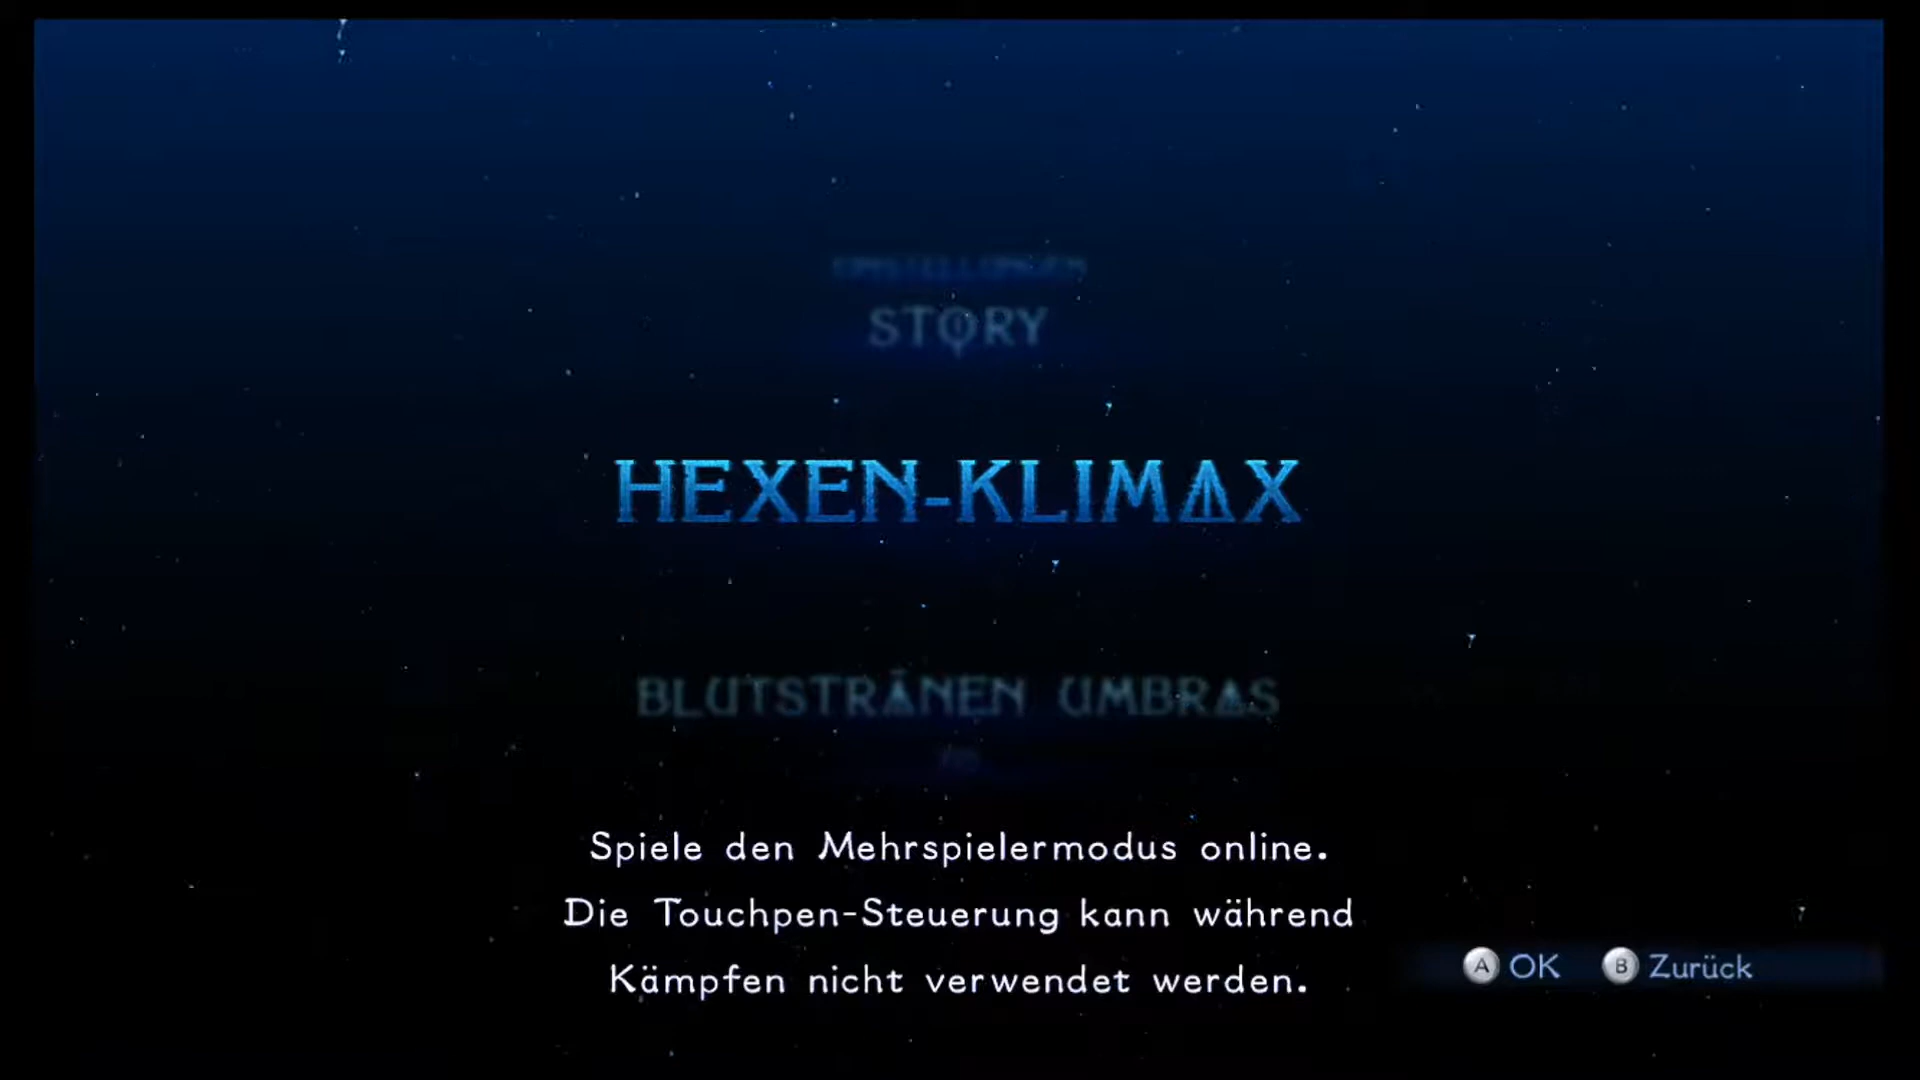 EINSTELLUNGEN
STORY
HEXEN-KLIMAX
BLUTSTRÄNEN UMBRAS
Spiele den Mehrspielermodus online.
Die Touchpen-Steuerung kann während
Kämpfen nicht verwendet werden.
A OK B Zurück